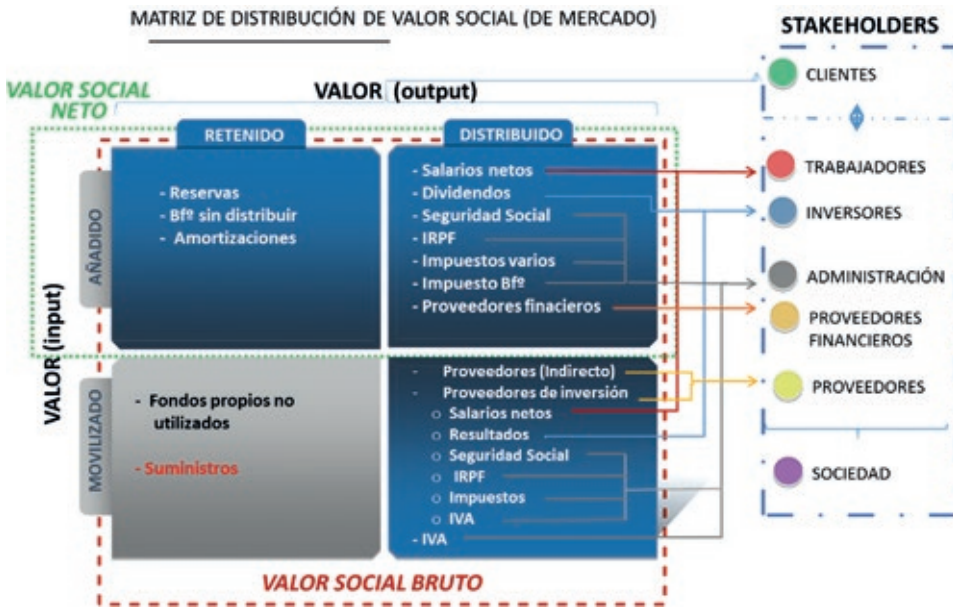 MATRIZ DE DISTRIBUCIÓN DE VALOR SOCIAL (DE MERCADO)
STAKEHOLDERS
VALOR SOCIAL
NETO
VALOR (output)
RETENIDO
DISTRIBUIDO
VALOR (input)
AÑADIDO
- Reservas
- Bfº sin distribuir
- Amortizaciones
- Salarios netos
- Dividendos
- Seguridad Social
- IRPF
- Impuestos varios
- Impuesto Bfº
- Proveedores finacieros
MOVILIZADO
- Fondos propios no
utilizados
- Suministros
- Proveedores (Indirecto)
- Proveedores de inversión
o Salarios netos
o Resultados
o Seguridad Social
o IRPF
o Impuestos
o IVA
- IVA
VALOR SOCIAL BRUTO
CLIENTES
TRABAJADORES
INVERSORES
ADMINISTRACIÓN
PROVEEDORES
FINANCIEROS
PROVEEDORES
SOCIEDAD